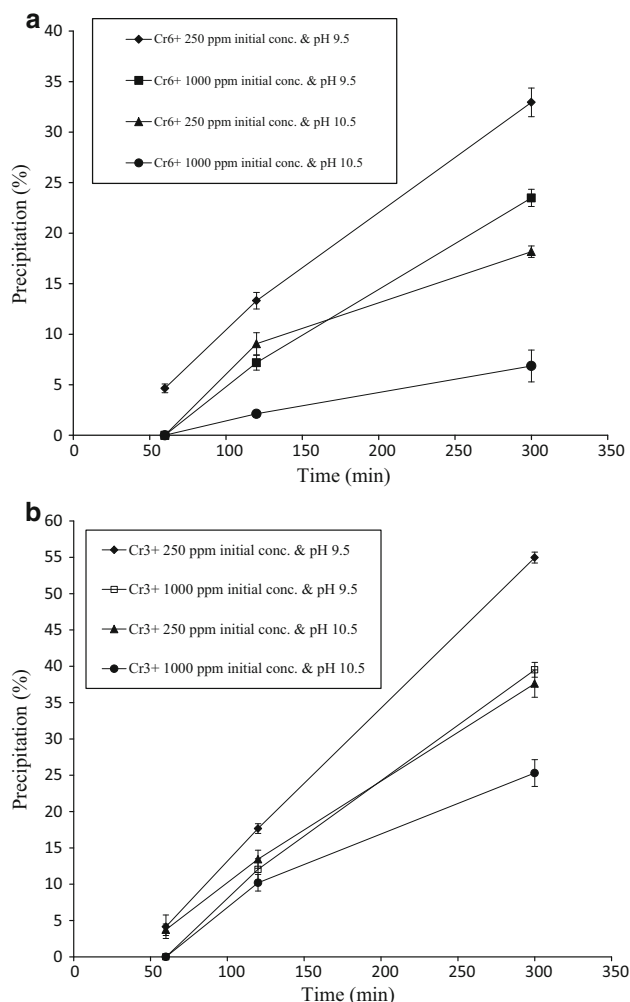 a
40
35
30
25
20
15
10
5
0
Precipitation (%)
Cr6+ 250 ppm initial conc. & pH 9.5
Cr6+ 1000 ppm initial conc. & pH 9.5
Cr6+ 250 ppm initial conc. & pH 10.5
Cr6+ 1000 ppm initial conc. & pH 10.5
0 50 100 150 200 250 300 350
Time (min)
b
60
55
50
45
40
35
30
25
20
15
10
5
0
Precipitation (%)
Cr3+ 250 ppm initial conc. & pH 9.5
Cr3+ 1000 ppm initial conc. & pH 9.5
Cr3+ 250 ppm initial conc. & pH 10.5
Cr3+ 1000 ppm initial conc. & pH 10.5
0 50 100 150 200 250 300 350
Time (min)